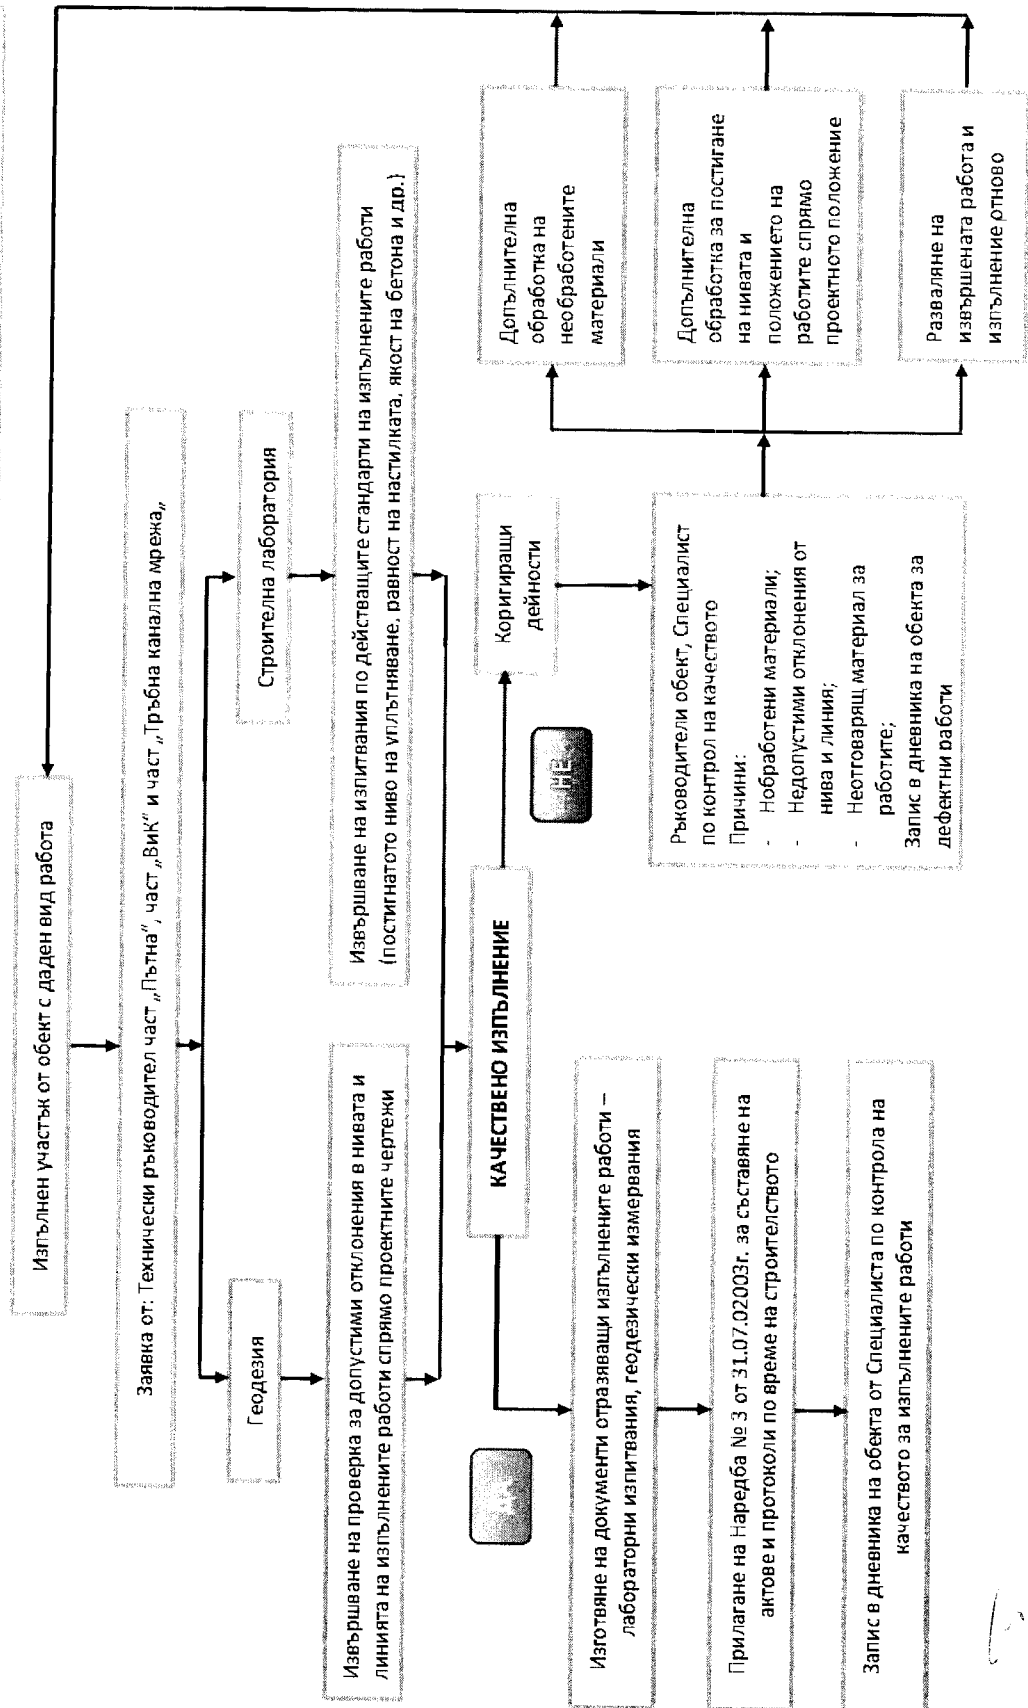 Изпълнен участък от обект с даден вид работа
Заявка от: Технически ръководител част „Пътна“, част „ВиК“ и част „Тръбна канална мрежа„
Геодезия
Строителна лаборатория
Извършване на проверка за допустими отклонения в нивата и
линията на изпълнените работи спрямо проектните чертежи
Извършване на изпитвания по действащите стандарти на изпълнените работи
(постигнатото ниво на уплътняване, равност на настилката, якост на бетона и др.)
КАЧЕСТВЕНО ИЗПЪЛНЕНИЕ
НЕ
Изготвяне на документи отразяващи изпълнените работи –
лабораторни изпитвания, геодезически измервания
Прилагане на Наредба № 3 от 31.07.02003г. за съставяне на
актове и протоколи по време на строителството
Запис в дневника на обекта от Специалиста по контрола на
качеството за изпълнените работи
Коригиращи
дейности
Ръководители обект, Специалист
по контрол на качеството
Причини:
- Нобработени материали;
- Недопустими отклонения от
нива и линия;
- Неотговарящ материал за
работите;
Запис в дневника на обекта за
дефектни работи
Допълнителна
обработка на
необработените
материали
Допълнителна
обработка за постигане
на нивата и
положението на
работите спрямо
проектното положение
Разваляне на
извършената работа и
изпълнение отново